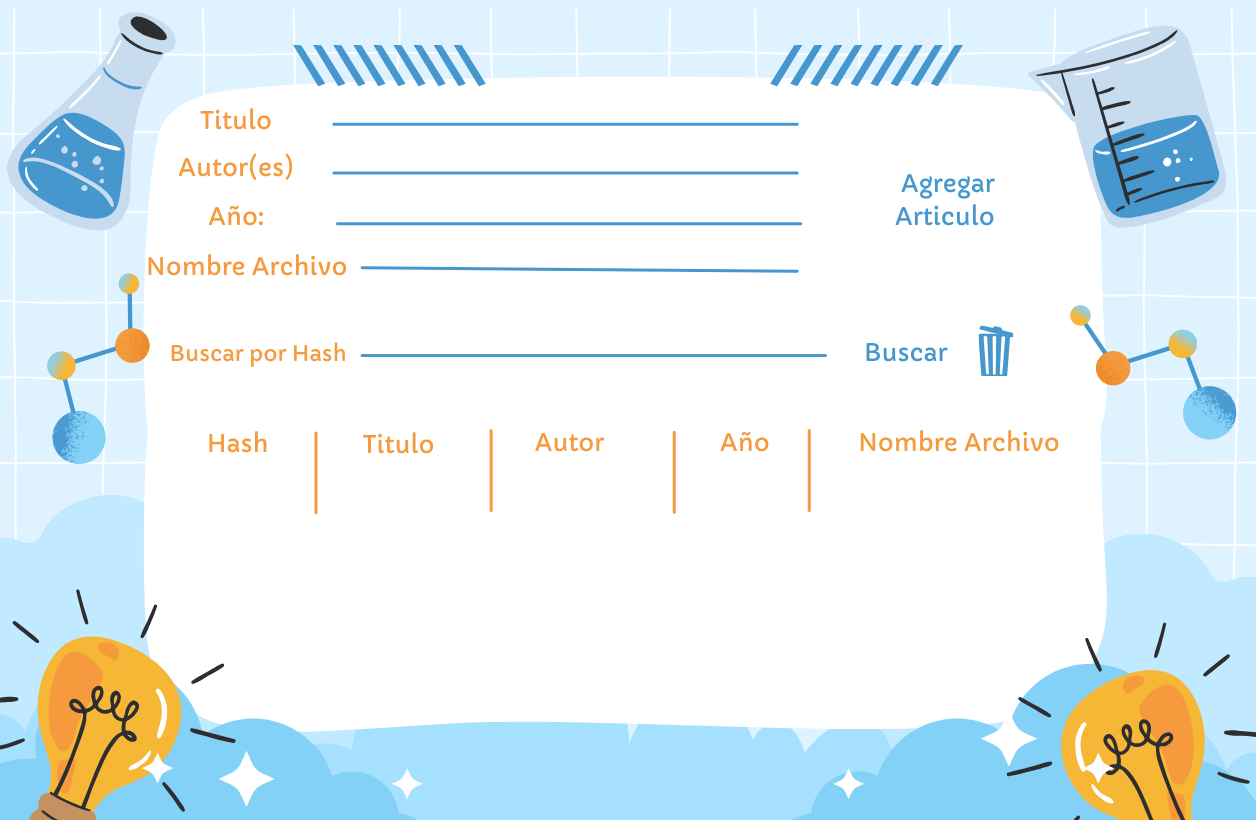 Titulo
Autor(es)
Agregar
Articulo
Año:
Nombre Archivo
Buscar por Hash
Buscar
Hash
Titulo
Autor
Año
Nombre Archivo